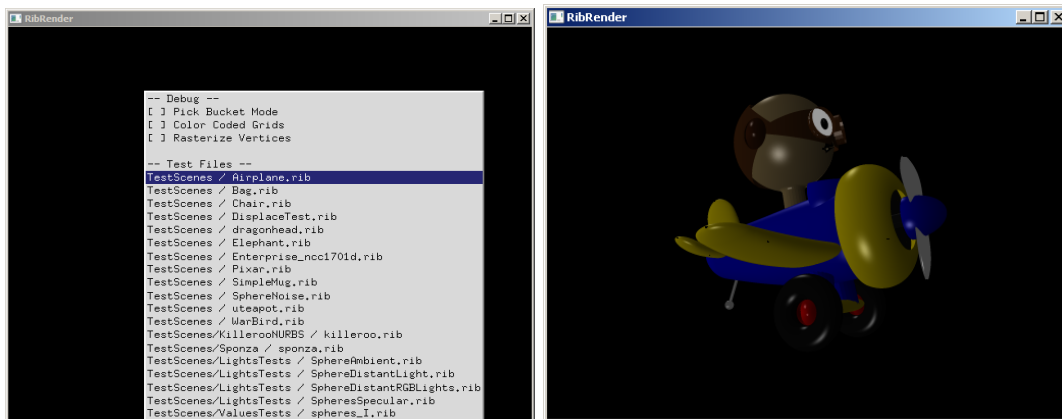 RibRender
-- Debug --
[ ] Pick Bucket Mode
[ ] Color Coded Grids
[ ] Rasterize Vertices
-- Test Files --
TestScenes / Airplane.rib
TestScenes / Bag.rib
TestScenes / Chair.rib
TestScenes / DisplaceTest.rib
TestScenes / dragonhead.rib
TestScenes / Elephant.rib
TestScenes / Enterprise_ncc1701d.rib
TestScenes / Pixar.rib
TestScenes / SimpleMug.rib
TestScenes / SphereNoise.rib
TestScenes / uteapot.rib
TestScenes / WarBird.rib
TestScenes/KillerooNURBS / killeroo.rib
TestScenes/Sponza / sponza.rib
TestScenes/LightsTests / SphereAmbient.rib
TestScenes/LightsTests / SphereDistantLight.rib
TestScenes/LightsTests / SphereDistantRGBLights.rib
TestScenes/LightsTests / SpheresSpecular.rib
TestScenes/ValuesTests / spheres_I.rib
RibRender